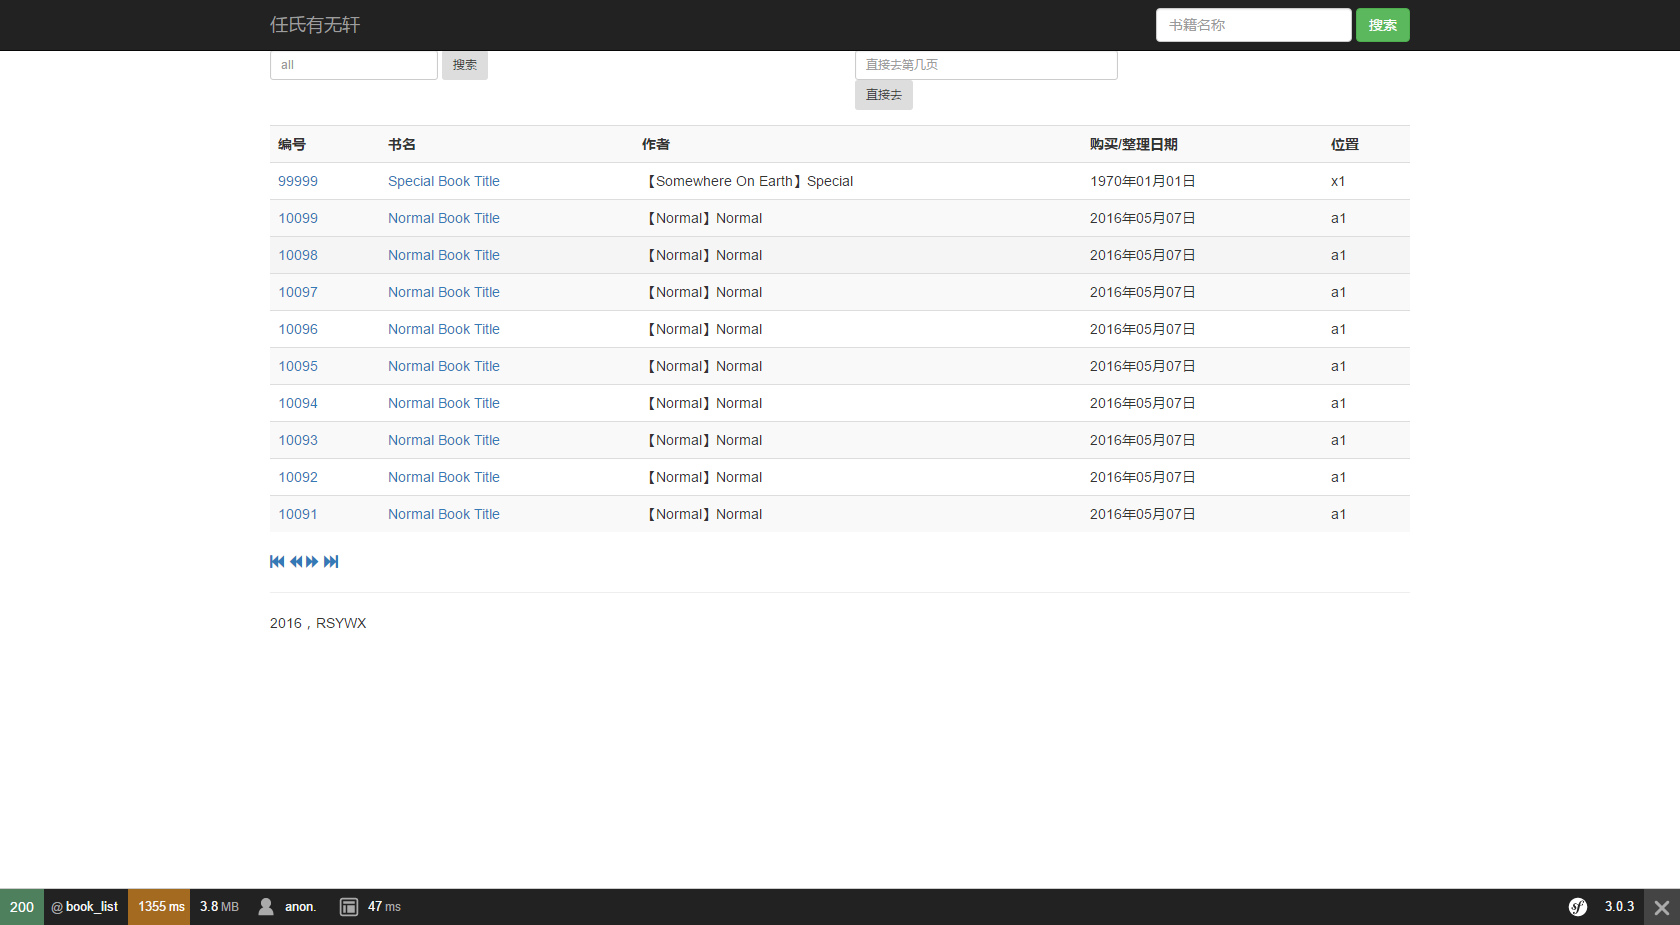 任氏有无轩 书籍名称 搜索
all 搜索 直接去第几页
直接去
编号 书名 作者 购买/整理日期 位置
99999 Special Book Title 【Somewhere On Earth】Special 1970年01月01日 x1
10099 Normal Book Title 【Normal】Normal 2016年05月07日 a1
10098 Normal Book Title 【Normal】Normal 2016年05月07日 a1
10097 Normal Book Title 【Normal】Normal 2016年05月07日 a1
10096 Normal Book Title 【Normal】Normal 2016年05月07日 a1
10095 Normal Book Title 【Normal】Normal 2016年05月07日 a1
10094 Normal Book Title 【Normal】Normal 2016年05月07日 a1
10093 Normal Book Title 【Normal】Normal 2016年05月07日 a1
10092 Normal Book Title 【Normal】Normal 2016年05月07日 a1
10091 Normal Book Title 【Normal】Normal 2016年05月07日 a1
2016，RSYWX
200 @ book_list 1355 ms 3.8 MB anon. 47 ms sf 3.0.3